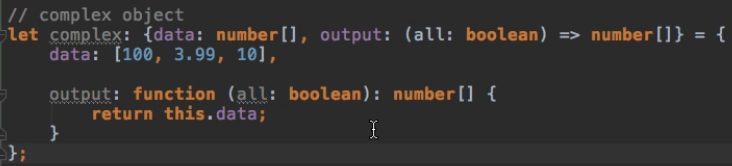 // complex object
let complex: {data: number[], output: (all: boolean) => number[]} = {
    data: [100, 3.99, 10],

    output: function (all: boolean): number[] {
        return this.data;
    }
};